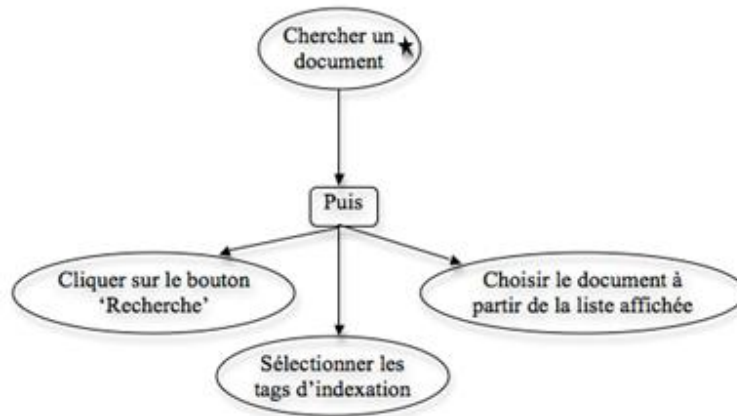 Chercher un
document
Puis
Cliquer sur le bouton
‘Recherche’
Sélectionner les
tags d’indexation
Choisir le document à
partir de la liste affichée